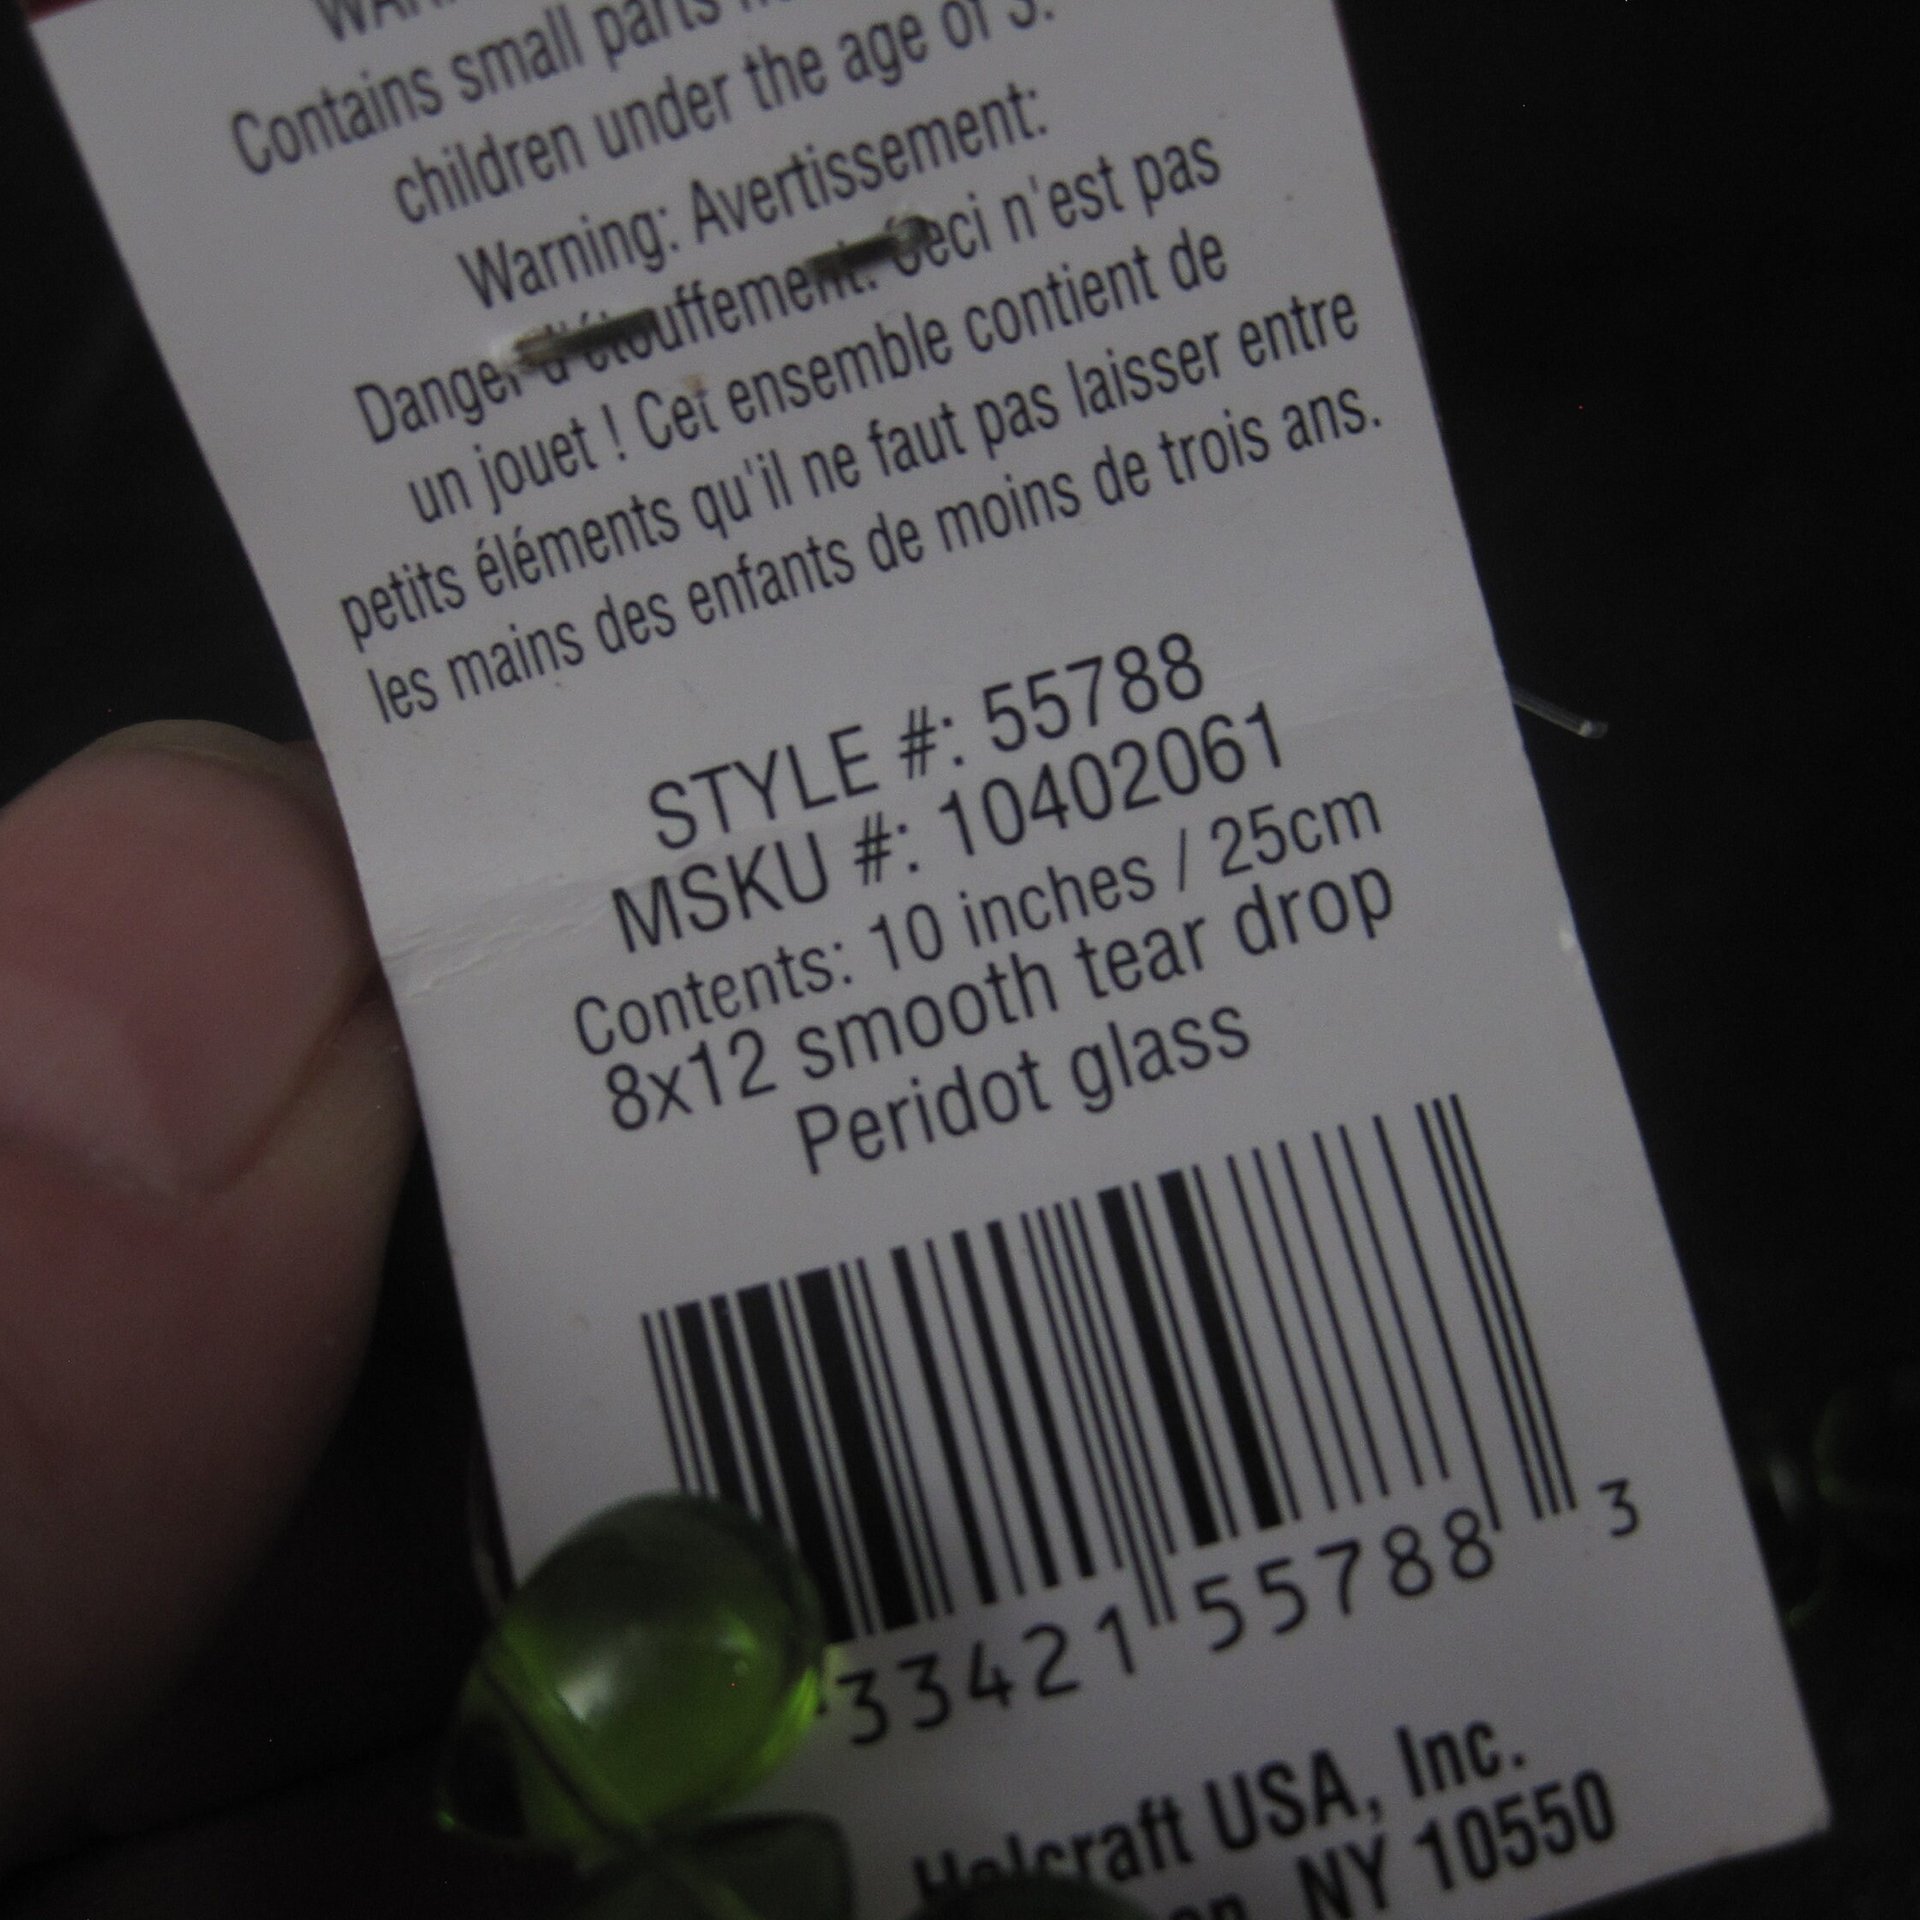 Contains small parts
children under the age of 3.
Warning: Avertissement:
Danger d'étouffement. Ceci n'est pas
un jouet ! Cet ensemble contient de
petits éléments qu'il ne faut pas laisser entre
les mains des enfants de moins de trois ans.
STYLE #: 55788
MSKU #: 10402061
Contents: 10 inches / 25cm
8x12 smooth tear drop
Peridot glass
33421 55788 3
USA, Inc.
NY 10550